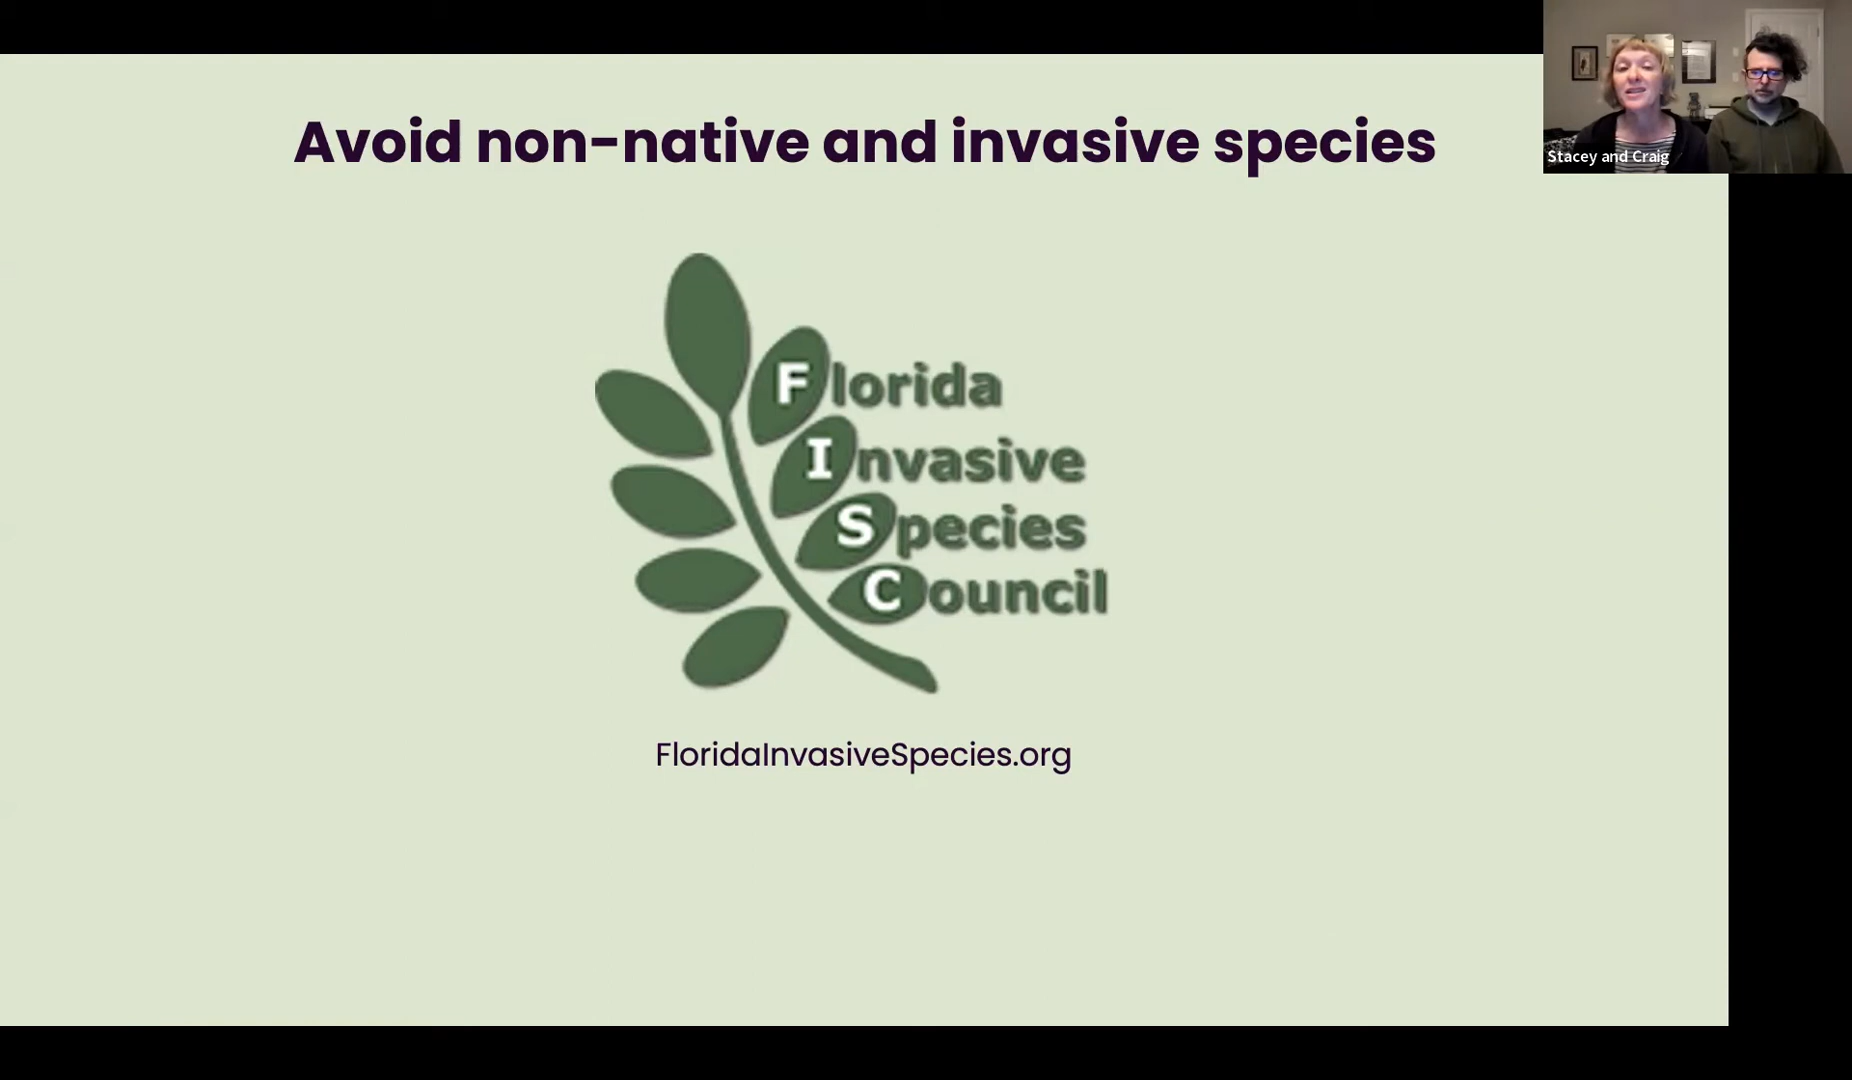 Avoid non-native and invasive species
Stacey and Craig
Florida
Invasive
Species
Council
FloridaInvasiveSpecies.org